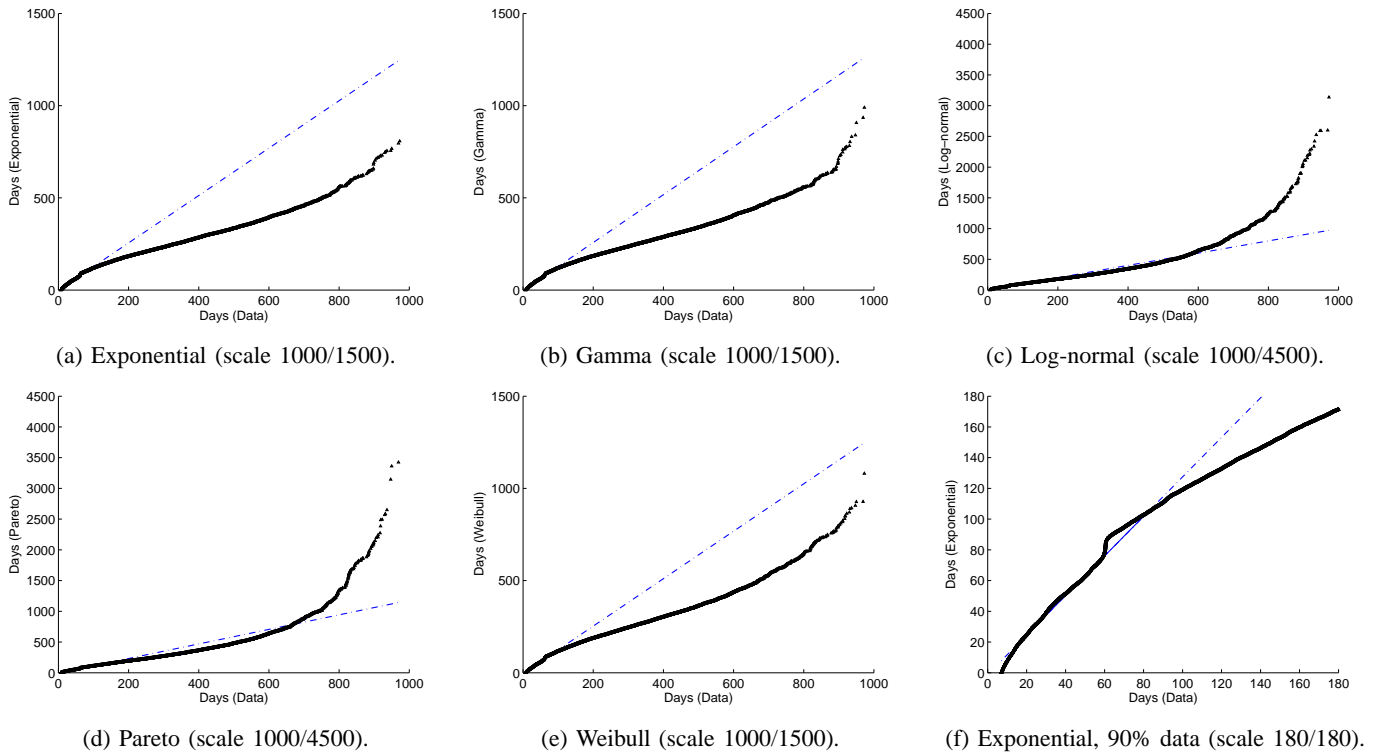 1500
1000
500
0
0 200 400 600 800 1000
Days (Exponential)
Days (Data)
(a) Exponential (scale 1000/1500).
1500
1000
500
0
0 200 400 600 800 1000
Days (Gamma)
Days (Data)
(b) Gamma (scale 1000/1500).
4500
4000
3500
3000
2500
2000
1500
1000
500
0
0 200 400 600 800 1000
Days (Log−normal)
Days (Data)
(c) Log-normal (scale 1000/4500).
4500
4000
3500
3000
2500
2000
1500
1000
500
0
0 200 400 600 800 1000
Days (Pareto)
Days (Data)
(d) Pareto (scale 1000/4500).
1500
1000
500
0
0 200 400 600 800 1000
Days (Weibull)
Days (Data)
(e) Weibull (scale 1000/1500).
180
160
140
120
100
80
60
40
20
0
0 20 40 60 80 100 120 140 160 180
Days (Exponential)
Days (Data)
(f) Exponential, 90% data (scale 180/180).